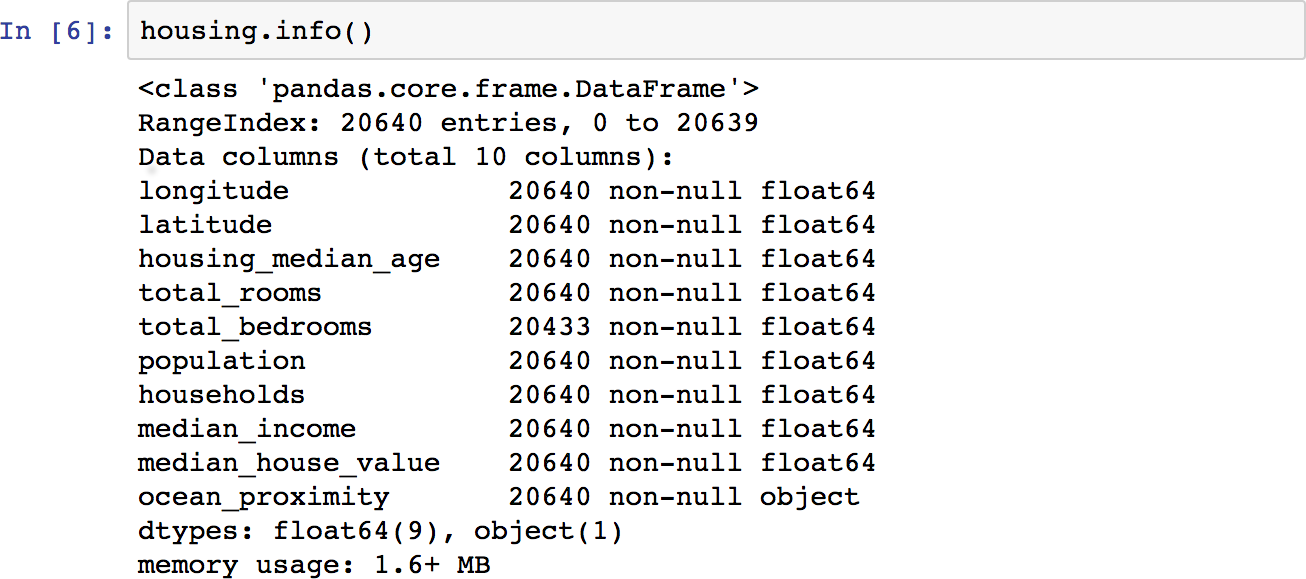 In [6]: housing.info()
<class 'pandas.core.frame.DataFrame'>
RangeIndex: 20640 entries, 0 to 20639
Data columns (total 10 columns):
longitude             20640 non-null float64
latitude              20640 non-null float64
housing_median_age    20640 non-null float64
total_rooms           20640 non-null float64
total_bedrooms        20433 non-null float64
population            20640 non-null float64
households            20640 non-null float64
median_income         20640 non-null float64
median_house_value    20640 non-null float64
ocean_proximity       20640 non-null object
dtypes: float64(9), object(1)
memory usage: 1.6+ MB